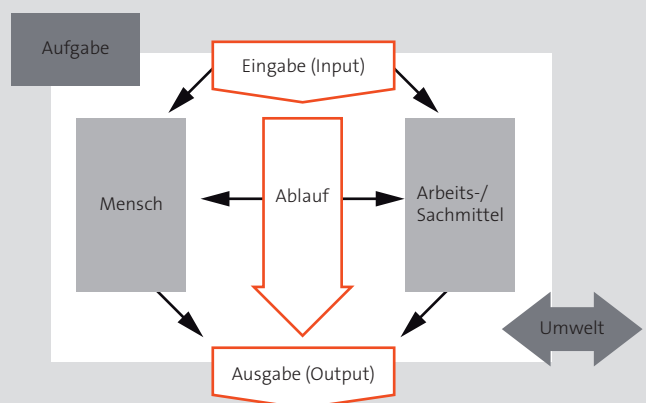 Aufgabe
Eingabe (Input)
Mensch
Ablauf
Arbeits-/
Sachmittel
Umwelt
Ausgabe (Output)